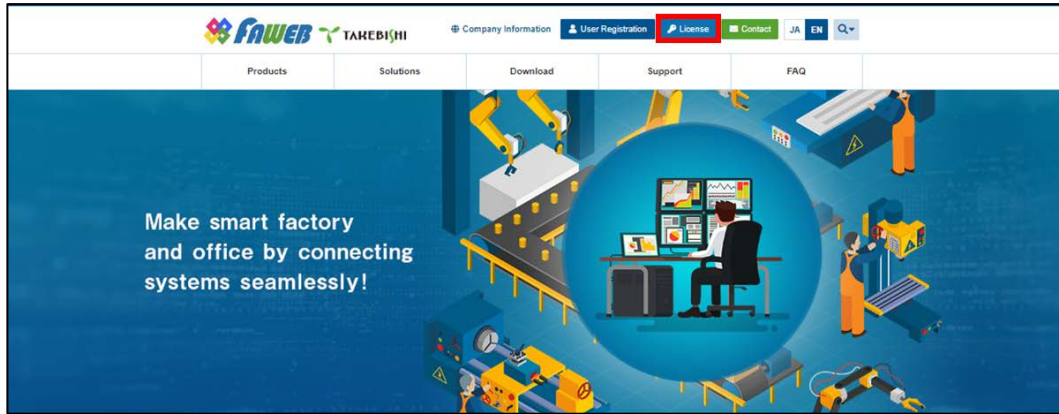 FAWEB TAKEBISHI
Company Information
User Registration
License
Contact
JA EN
Products Solutions Download Support FAQ
Make smart factory
and office by connecting
systems seamlessly!